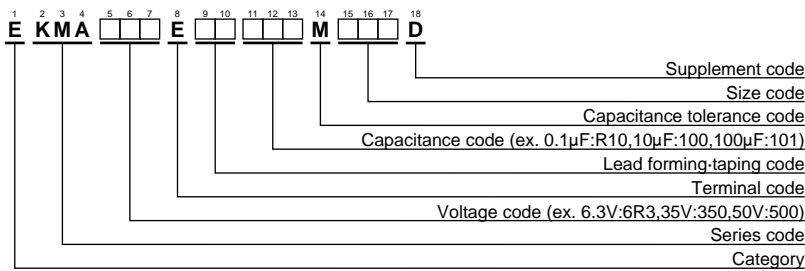 1 2 3 4 5 6 7 8 9 10 11 12 13 14 15 16 17 18
E KMA E M D
Supplement code
Size code
Capacitance tolerance code
Capacitance code (ex. 0.1μF:R10,10μF:100,100μF:101)
Lead forming·taping code
Terminal code
Voltage code (ex. 6.3V:6R3,35V:350,50V:500)
Series code
Category